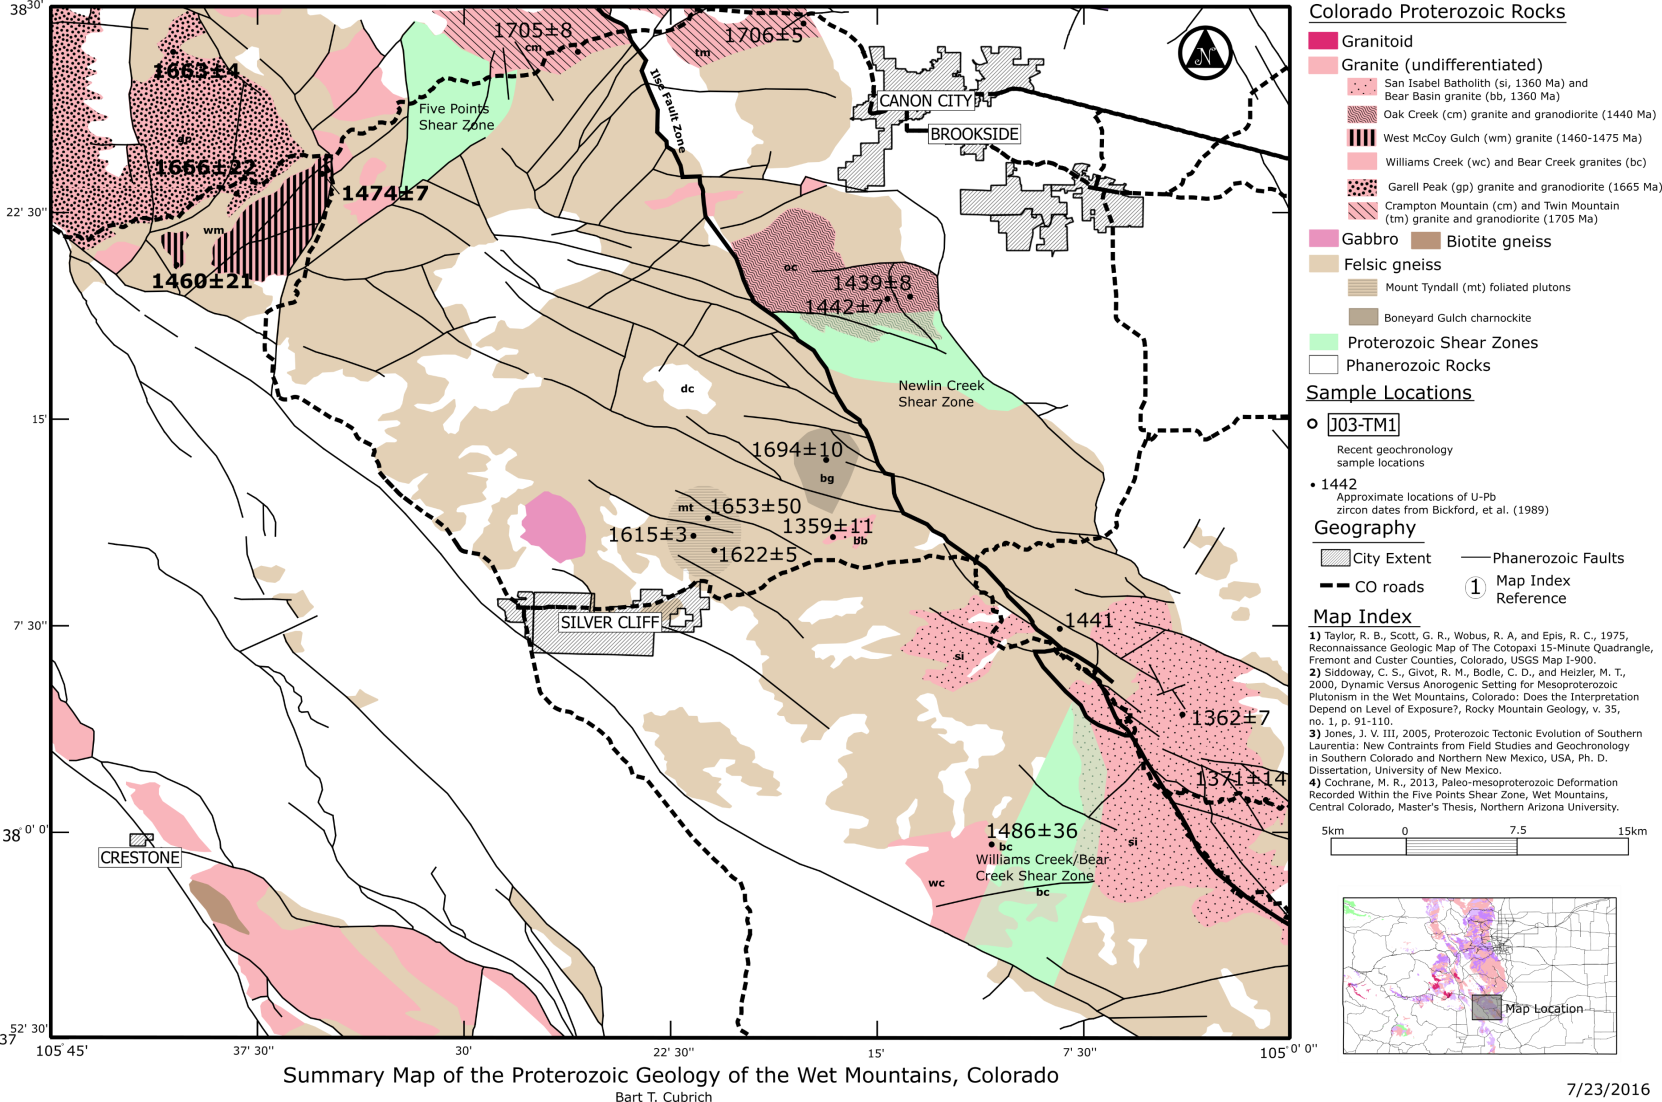 38
30'
1705±8
cm
1706±5
tm
1663±4
Ilse Fault Zone
Five Points
Shear Zone
CANON CITY
BROOKSIDE
gp
1666±22
1474±7
22' 30"
wm
1460±21
oc
1439±8
1442±7
Newlin Creek
Shear Zone
dc
15'
1694±10
bg
mt
1653±50
1359±11
bb
1615±3
1622±5
SILVER CLIFF
7' 30"
1441
si
1362±7
1371±14
38 0' 0"
1486±36
bc
Williams Creek/Bear
Creek Shear Zone
si
wc
bc
CRESTONE
52' 30"
37
105 45'
37' 30"
30'
22' 30"
15'
7' 30"
105 0' 0"
Summary Map of the Proterozoic Geology of the Wet Mountains, Colorado
Bart T. Cubrich
N
Colorado Proterozoic Rocks
Granitoid
Granite (undifferentiated)
San Isabel Batholith (si, 1360 Ma) and
Bear Basin granite (bb, 1360 Ma)
Oak Creek (cm) granite and granodiorite (1440 Ma)
West McCoy Gulch (wm) granite (1460-1475 Ma)
Williams Creek (wc) and Bear Creek granites (bc)
Garell Peak (gp) granite and granodiorite (1665 Ma)
Crampton Mountain (cm) and Twin Mountain
(tm) granite and granodiorite (1705 Ma)
Gabbro
Biotite gneiss
Felsic gneiss
Mount Tyndall (mt) foliated plutons
Boneyard Gulch charnockite
Proterozoic Shear Zones
Phanerozoic Rocks
Sample Locations
J03-TM1
Recent geochronology
sample locations
1442
Approximate locations of U-Pb
zircon dates from Bickford, et al. (1989)
Geography
City Extent
Phanerozoic Faults
CO roads
1
Map Index
Reference
Map Index
1) Taylor, R. B., Scott, G. R., Wobus, R. A, and Epis, R. C., 1975,
Reconnaissance Geologic Map of The Cotopaxi 15-Minute Quadrangle,
Fremont and Custer Counties, Colorado, USGS Map I-900.
2) Siddoway, C. S., Givot, R. M., Bodle, C. D., and Heizler, M. T.,
2000, Dynamic Versus Anorogenic Setting for Mesoproterozoic
Plutonism in the Wet Mountains, Colorado: Does the Interpretation
Depend on Level of Exposure?, Rocky Mountain Geology, v. 35,
no. 1, p. 91-110.
3) Jones, J. V. III, 2005, Proterozoic Tectonic Evolution of Southern
Laurentia: New Contraints from Field Studies and Geochronology
in Southern Colorado and Northern New Mexico, USA, Ph. D.
Dissertation, University of New Mexico.
4) Cochrane, M. R., 2013, Paleo-mesoproterozoic Deformation
Recorded Within the Five Points Shear Zone, Wet Mountains,
Central Colorado, Master's Thesis, Northern Arizona University.
5km
0
7.5
15km
Map Location
7/23/2016